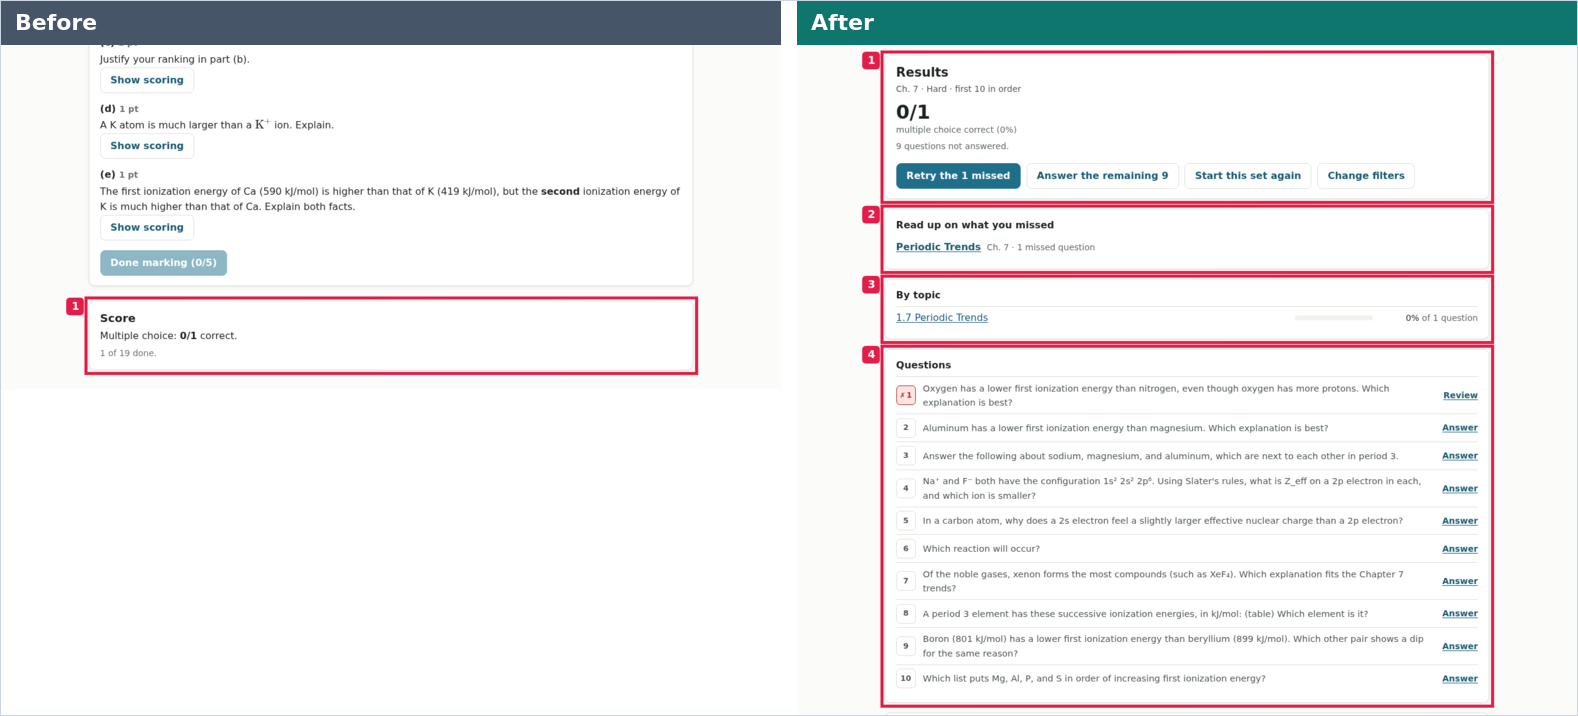 Before
Justify your ranking in part (b).
Show scoring
(d) 1 pt
A K atom is much larger than a K⁺ ion. Explain.
Show scoring
(e) 1 pt
The first ionization energy of Ca (590 kJ/mol) is higher than that of K (419 kJ/mol), but the second ionization energy of
K is much higher than that of Ca. Explain both facts.
Show scoring
Done marking (0/5)
1
Score
Multiple choice: 0/1 correct.
1 of 19 done.
After
1
Results
Ch. 7 · Hard · first 10 in order
0/1
multiple choice correct (0%)
9 questions not answered.
Retry the 1 missed
Answer the remaining 9
Start this set again
Change filters
2
Read up on what you missed
Periodic Trends Ch. 7 · 1 missed question
3
By topic
1.7 Periodic Trends 0% of 1 question
4
Questions
✗ 1 Oxygen has a lower first ionization energy than nitrogen, even though oxygen has more protons. Which
explanation is best?
Review
2 Aluminum has a lower first ionization energy than magnesium. Which explanation is best? Answer
3 Answer the following about sodium, magnesium, and aluminum, which are next to each other in period 3. Answer
4 Na⁺ and F⁻ both have the configuration 1s² 2s² 2p⁶. Using Slater's rules, what is Z_eff on a 2p electron in each,
and which ion is smaller?
Answer
5 In a carbon atom, why does a 2s electron feel a slightly larger effective nuclear charge than a 2p electron? Answer
6 Which reaction will occur? Answer
7 Of the noble gases, xenon forms the most compounds (such as XeF₄). Which explanation fits the Chapter 7
trends?
Answer
8 A period 3 element has these successive ionization energies, in kJ/mol: (table) Which element is it? Answer
9 Boron (801 kJ/mol) has a lower first ionization energy than beryllium (899 kJ/mol). Which other pair shows a dip
for the same reason?
Answer
10 Which list puts Mg, Al, P, and S in order of increasing first ionization energy? Answer